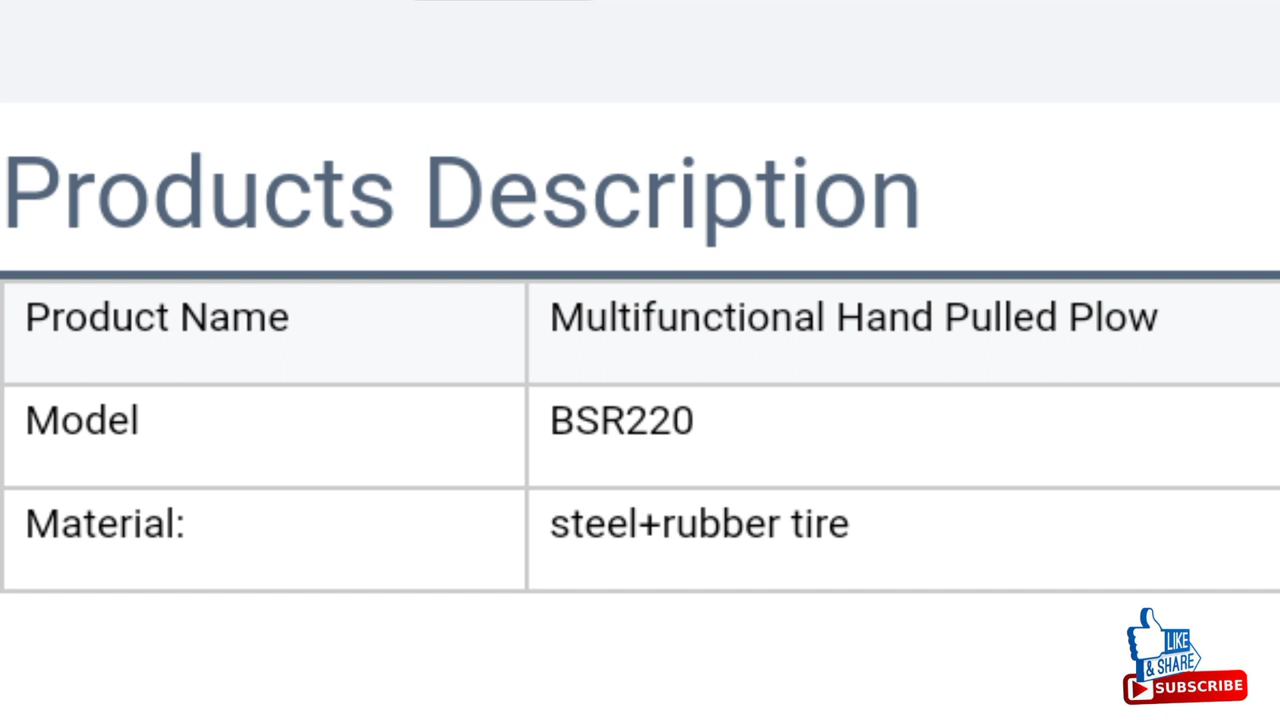 Products Description
Product Name
Multifunctional Hand Pulled Plow
Model
BSR220
Material:
steel+rubber tire
LIKE
& SHARE
SUBSCRIBE